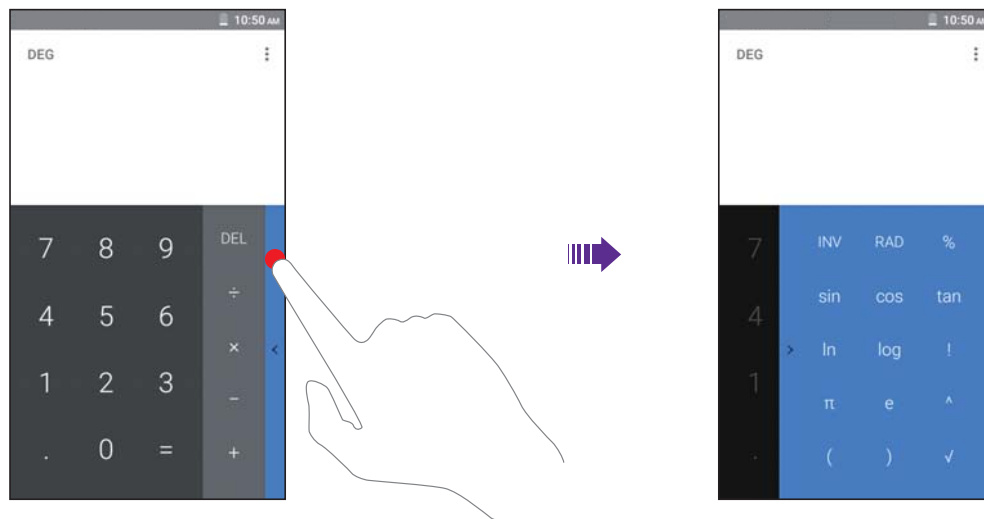 10:50 AM
DEG
7 8 9 DEL
÷
4 5 6
×
<
1 2 3
−
. 0 = +
10:50 AM
DEG
7 INV RAD %
sin cos tan
4
> ln log !
1
π e ^
. ( ) √